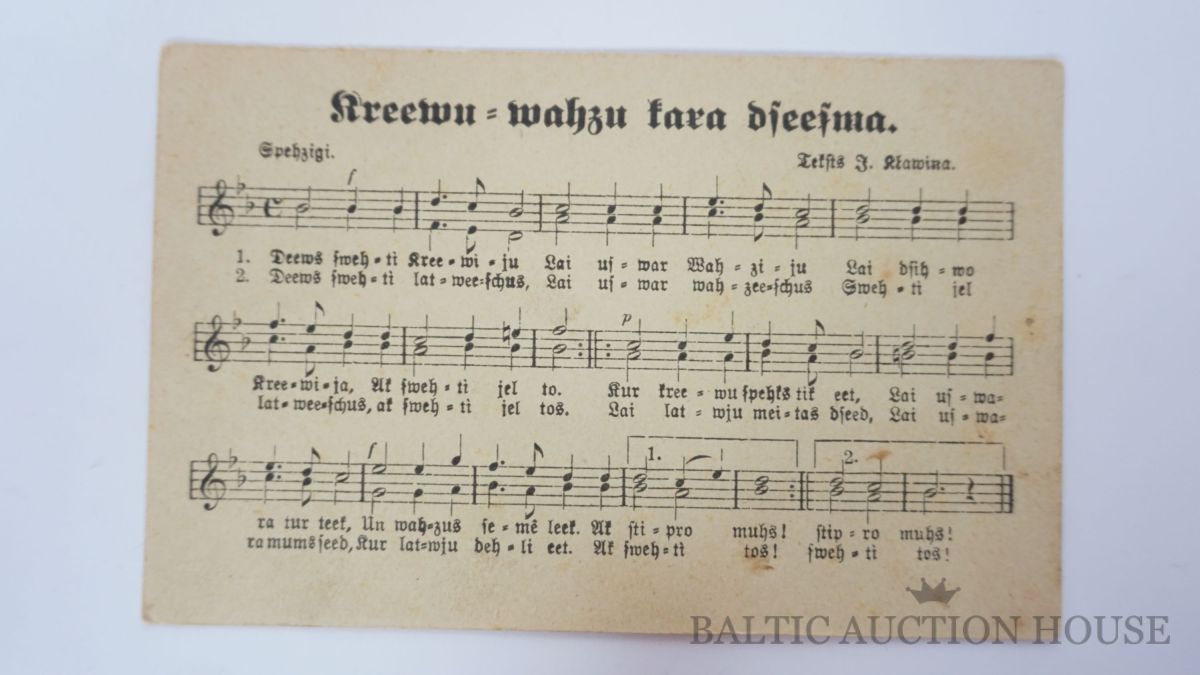 Kreewu-wahzu kara dſeeſma.
Spehzigi.
Tekſts J. Kławina.
f
1. Deews ſweh-ti Kree-wi-ju Lai uſ-war Wah-zi-ju Lai dſih-wo
2. Deews ſweh-ti lat-wee-ſchus, Lai uſ-war wah-zee-ſchus Sweh-ti jel
p
Kree-wi-ja, Ak ſweh-ti jel to. Kur kree-wu ſpehks tik eet, Lai uſ-wa-
lat-wee-ſchus, ak ſweh-ti jel tos. Lai lat-wju mei-tas dſeed, Lai uſ-wa-
f
1. 2.
ra tur teek, Un wah-zus ſe-mê leek. Ak ſti-pro muhs! ſtip-ro muhs!
ra mums ſeed, Kur lat-wju deh-li eet. Ak ſweh-ti tos! ſweh-ti tos!
BALTIC AUCTION HOUSE